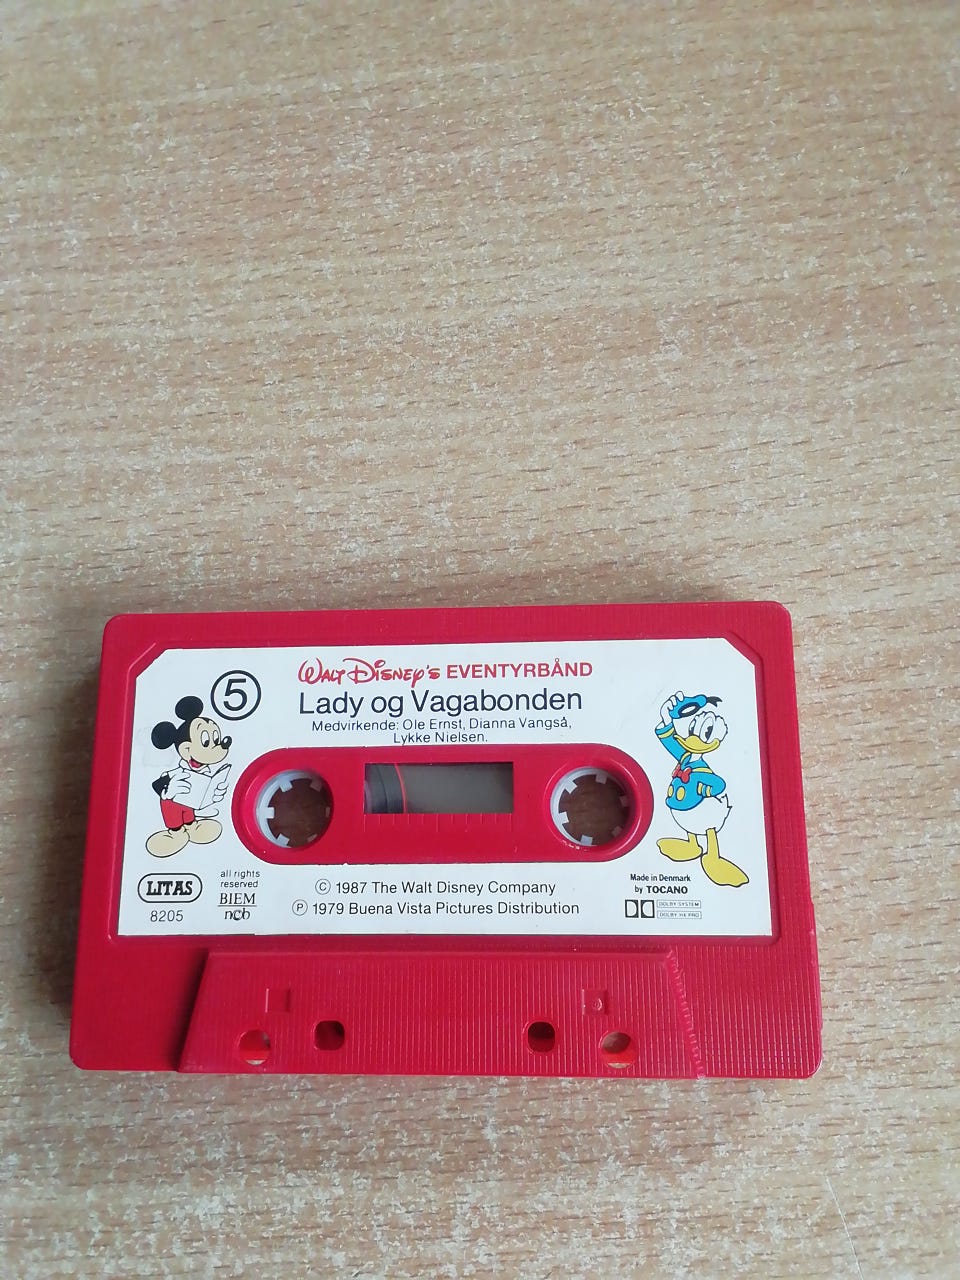 5
WALT DISNEY'S EVENTYRBÅND
Lady og Vagabonden
Medvirkende: Ole Ernst, Dianna Vangså,
Lykke Nielsen.
LITAS
8205
all rights
reserved
BIEM
ncb
© 1987 The Walt Disney Company
℗ 1979 Buena Vista Pictures Distribution
Made in Denmark
by TOCANO
DOLBY SYSTEM
DOLBY HX PRO